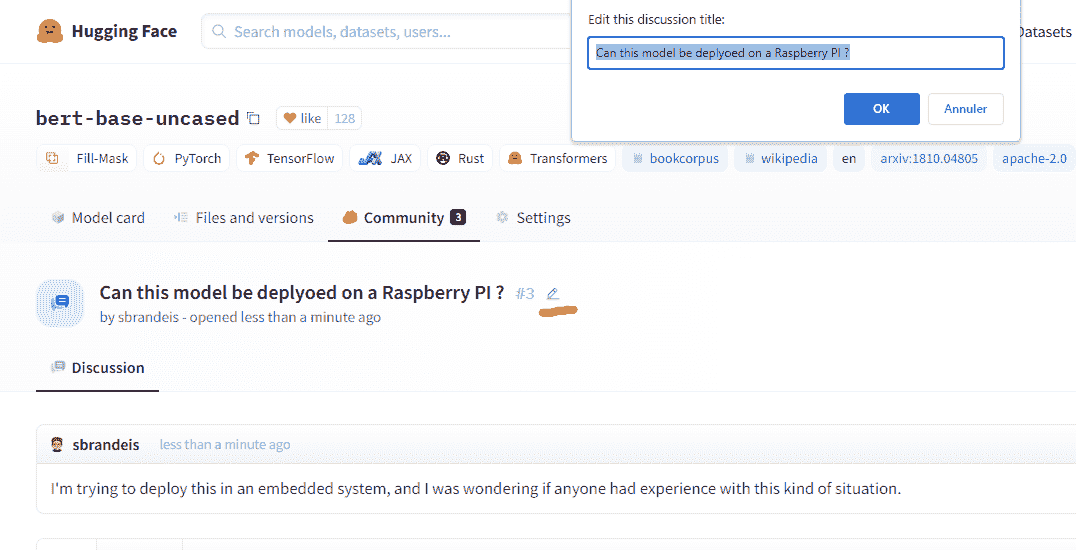 Hugging Face
Search models, datasets, users...
Datasets
Edit this discussion title:
Can this model be deplyoed on a Raspberry PI ?
OK Annuler
bert-base-uncased like 128
Fill-Mask PyTorch TensorFlow JAX Rust Transformers bookcorpus wikipedia en arxiv:1810.04805 apache-2.0
Model card Files and versions Community 3 Settings
Can this model be deplyoed on a Raspberry PI ? #3
by sbrandeis - opened less than a minute ago
Discussion
sbrandeis less than a minute ago
I'm trying to deploy this in an embedded system, and I was wondering if anyone had experience with this kind of situation.